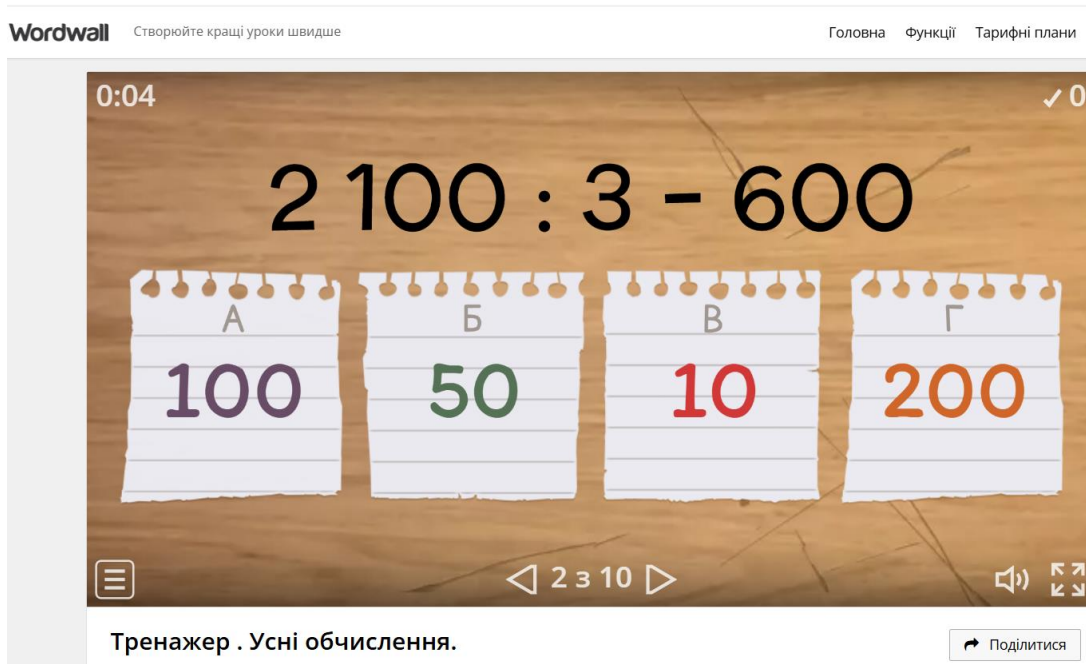 Wordwall Створюйте кращі уроки швидше Головна Функції Тарифні плани
0:04 ✓ 0
2 100 : 3 - 600
А Б В Г
100 50 10 200
2 з 10
Тренажер . Усні обчислення. Поділитися